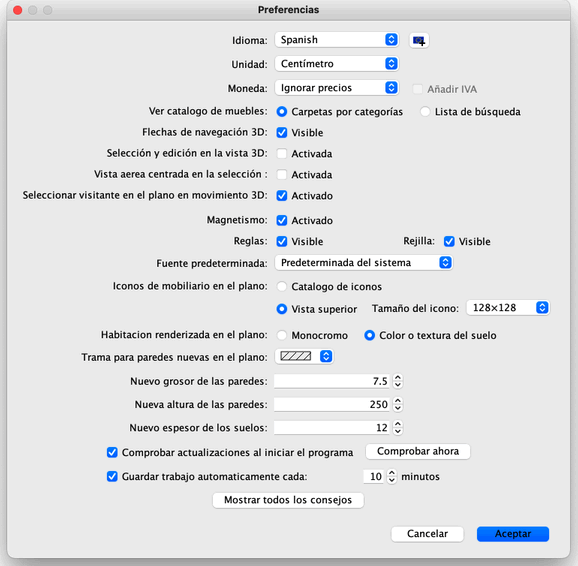 Preferencias
Idioma: Spanish
Unidad: Centímetro
Moneda: Ignorar precios Añadir IVA
Ver catalogo de muebles: Carpetas por categorías Lista de búsqueda
Flechas de navegación 3D: Visible
Selección y edición en la vista 3D: Activada
Vista aerea centrada en la selección : Activada
Seleccionar visitante en el plano en movimiento 3D: Activado
Magnetismo: Activado
Reglas: Visible Rejilla: Visible
Fuente predeterminada: Predeterminada del sistema
Iconos de mobiliario en el plano: Catalogo de iconos
Vista superior Tamaño del icono: 128×128
Habitacion renderizada en el plano: Monocromo Color o textura del suelo
Trama para paredes nuevas en el plano:
Nuevo grosor de las paredes: 7.5
Nueva altura de las paredes: 250
Nuevo espesor de los suelos: 12
Comprobar actualizaciones al iniciar el programa Comprobar ahora
Guardar trabajo automaticamente cada: 10 minutos
Mostrar todos los consejos
Cancelar Aceptar